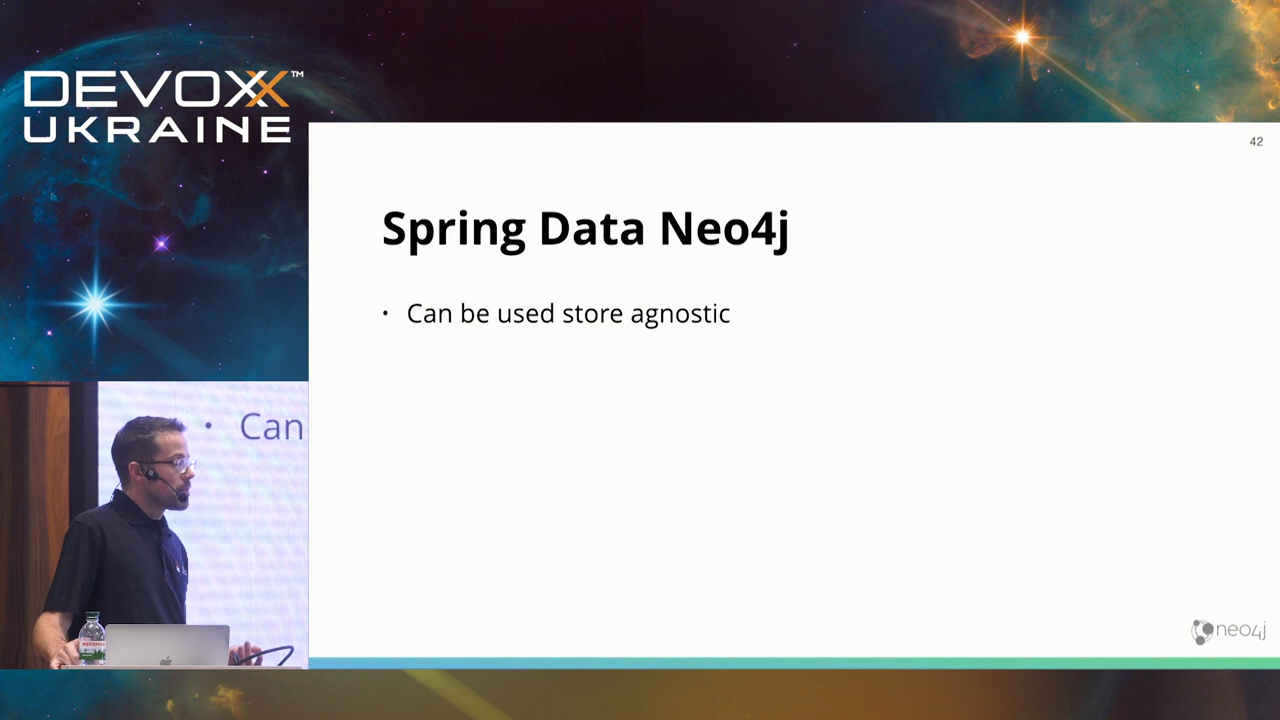 DEVOXX™
UKRAINE
42
Spring Data Neo4j
• Can be used store agnostic
• Can
neo4j